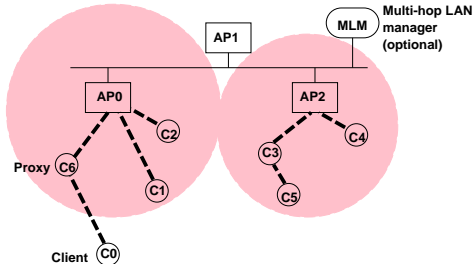 Multi-hop LAN
MLM manager
(optional)
AP1
AP0
AP2
C2
C4
C3
Proxy C6
C1
C5
Client C0